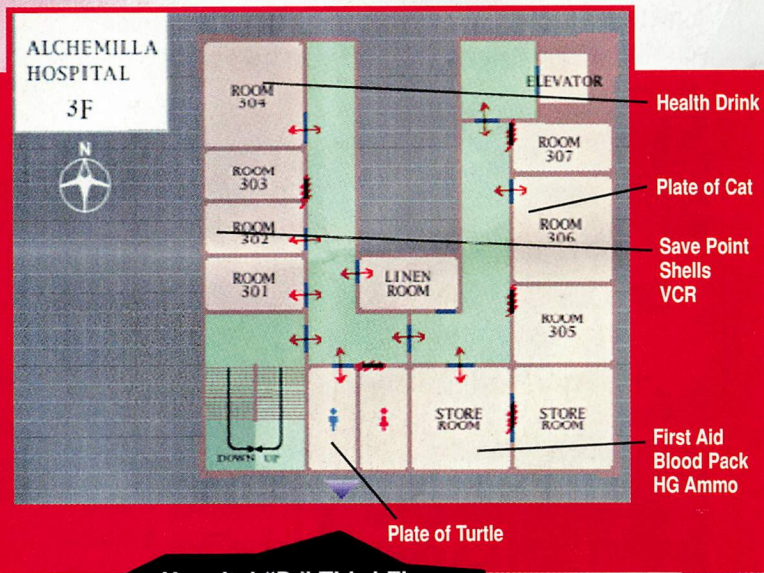 ALCHEMILLA
HOSPITAL
3F
N
ROOM
304
ROOM
303
ROOM
302
ROOM
301
LINEN
ROOM
ELEVATOR
ROOM
307
ROOM
306
ROOM
305
STORE
ROOM
STORE
ROOM
DOWN UP
Health Drink
Plate of Cat
Save Point
Shells
VCR
First Aid
Blood Pack
HG Ammo
Plate of Turtle